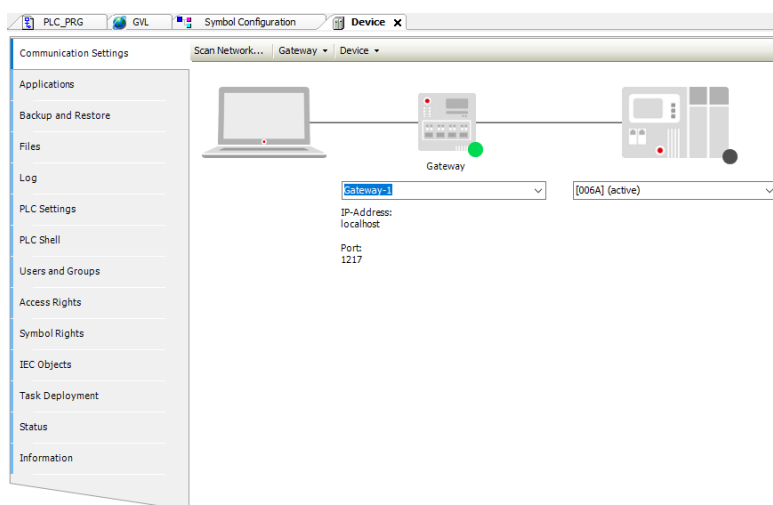 PLC_PRG GVL Symbol Configuration Device
Communication Settings
Scan Network... Gateway Device
Applications
Backup and Restore
Files
Log
PLC Settings
PLC Shell
Users and Groups
Access Rights
Symbol Rights
IEC Objects
Task Deployment
Status
Information
Gateway
Gateway-1
[006A] (active)
IP-Address:
localhost
Port:
1217